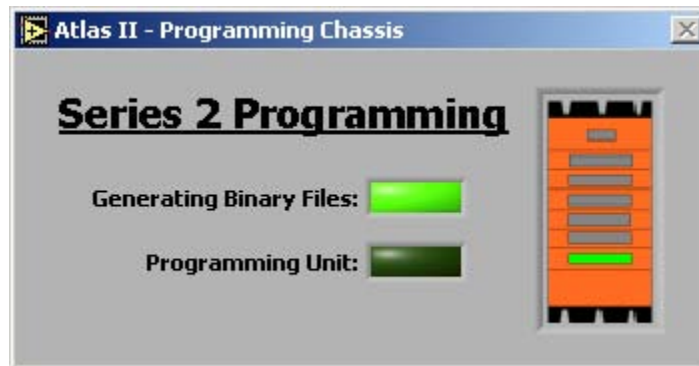 Atlas II - Programming Chassis
Series 2 Programming
Generating Binary Files:
Programming Unit: